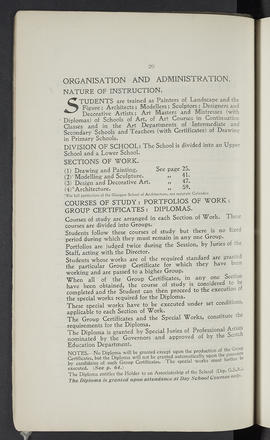 20
ORGANISATION AND ADMINISTRATION.
NATURE OF INSTRUCTION.
STUDENTS are trained as Painters of Landscape and the
Figure; Architects; Modellers; Sculptors; Designers and
Decorative Artists; Art Masters and Mistresses (with
Diplomas) of Schools of Art, of Art Courses in Continuation
Classes and in the Art Departments of Intermediate and
Secondary Schools and Teachers (with Certificates) of Drawing
in Primary Schools.
DIVISION OF SCHOOL: The School is divided into an Upper
School and a Lower School.
SECTIONS OF WORK.
(1) Drawing and Painting. See page 25.
(2) Modelling and Sculpture. „ 41.
(3) Design and Decorative Art. „ 47.
(4) *Architecture. „ 59.
*For full particulars of the Glasgow School of Architecture, see separate Calendar.
COURSES OF STUDY: PORTFOLIOS OF WORK:
GROUP CERTIFICATES: DIPLOMAS.
Courses of study are arranged in each Section of Work. These
courses are divided into Groups.
Students follow these courses of study but there is no fixed
period during which they must remain in any one Group.
Portfolios are judged twice during the Session, by Juries of the
Staff, acting with the Director.
Students whose works are of the required standard are granted
the particular Group Certificate for which they have been
working and are passed to a higher Group.
When all of the Group Certificates, in any one Section
have been obtained, the course of study is considered to be
completed and the Student can then proceed to the execution of
the special works required for the Diploma.
These special works have to be executed under set conditions,
applicable to each Section of Work.
The Group Certificates and the Special Works, constitute the
requirements for the Diploma.
The Diploma is granted by Special Juries of Professional Artists
nominated by the Governors and approved of by the Scotch
Education Department.
NOTES.—No Diploma will be granted except upon the production of the Group
Certificates, but the Diploma will not be granted automatically upon the possession
of any number of Group Certificates. The special works must further be
executed. (See p. 64.)
The Diploma entitles the Holder to an Associateship of the School (Dip. G.S.A.).
The Diploma is granted upon attendance at Day School Courses only.